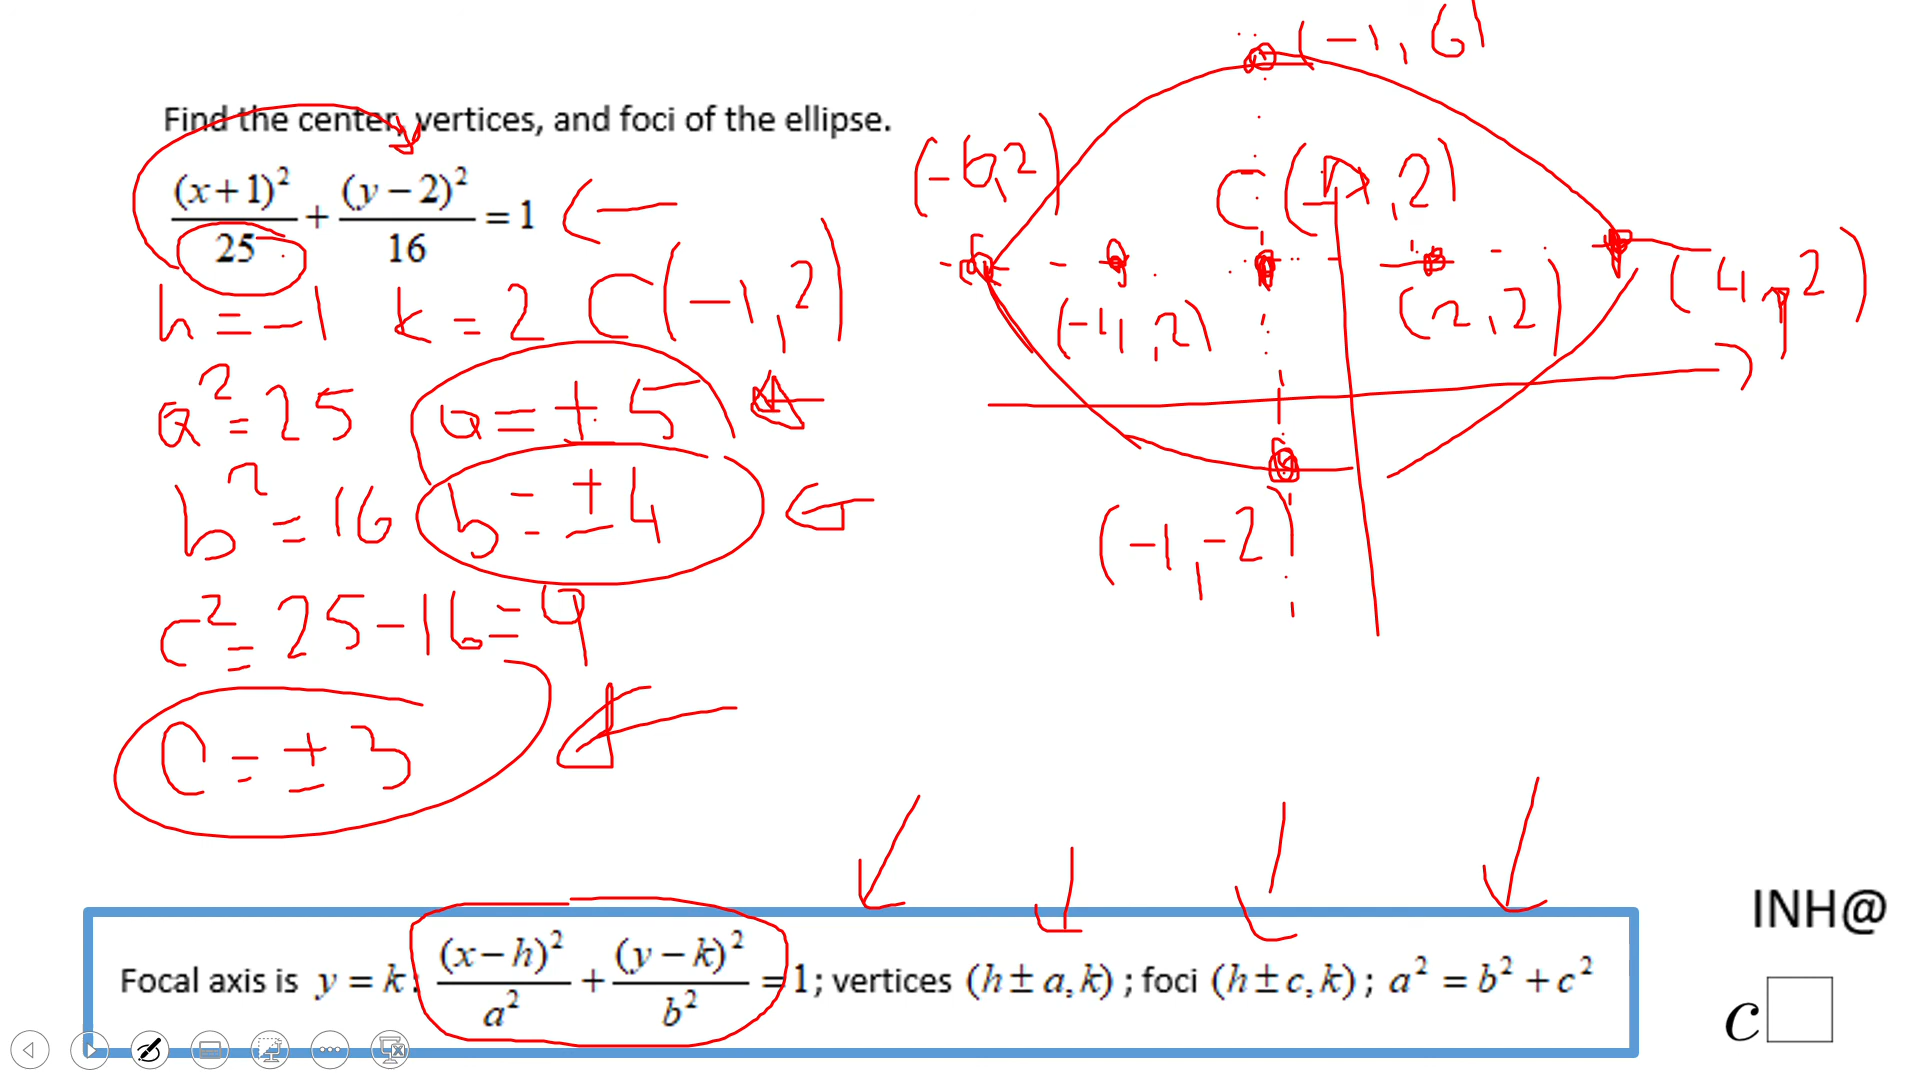 Find the center, vertices, and foci of the ellipse.
(x+1)²/25 + (y−2)²/16 = 1
h = −1 k = 2 C(−1, 2)
a² = 25 a = ±5
b² = 16 b = ±4
c² = 25 − 16 = 9
C = ±3
(−1, 6)
(−6, 2)
C(−1, 2)
(−4, 2)
(2, 2)
(4, 2)
(−1, −2)
Focal axis is y = k: (x−h)²/a² + (y−k)²/b² = 1; vertices (h±a, k); foci (h±c, k); a² = b² + c²
INH@
c